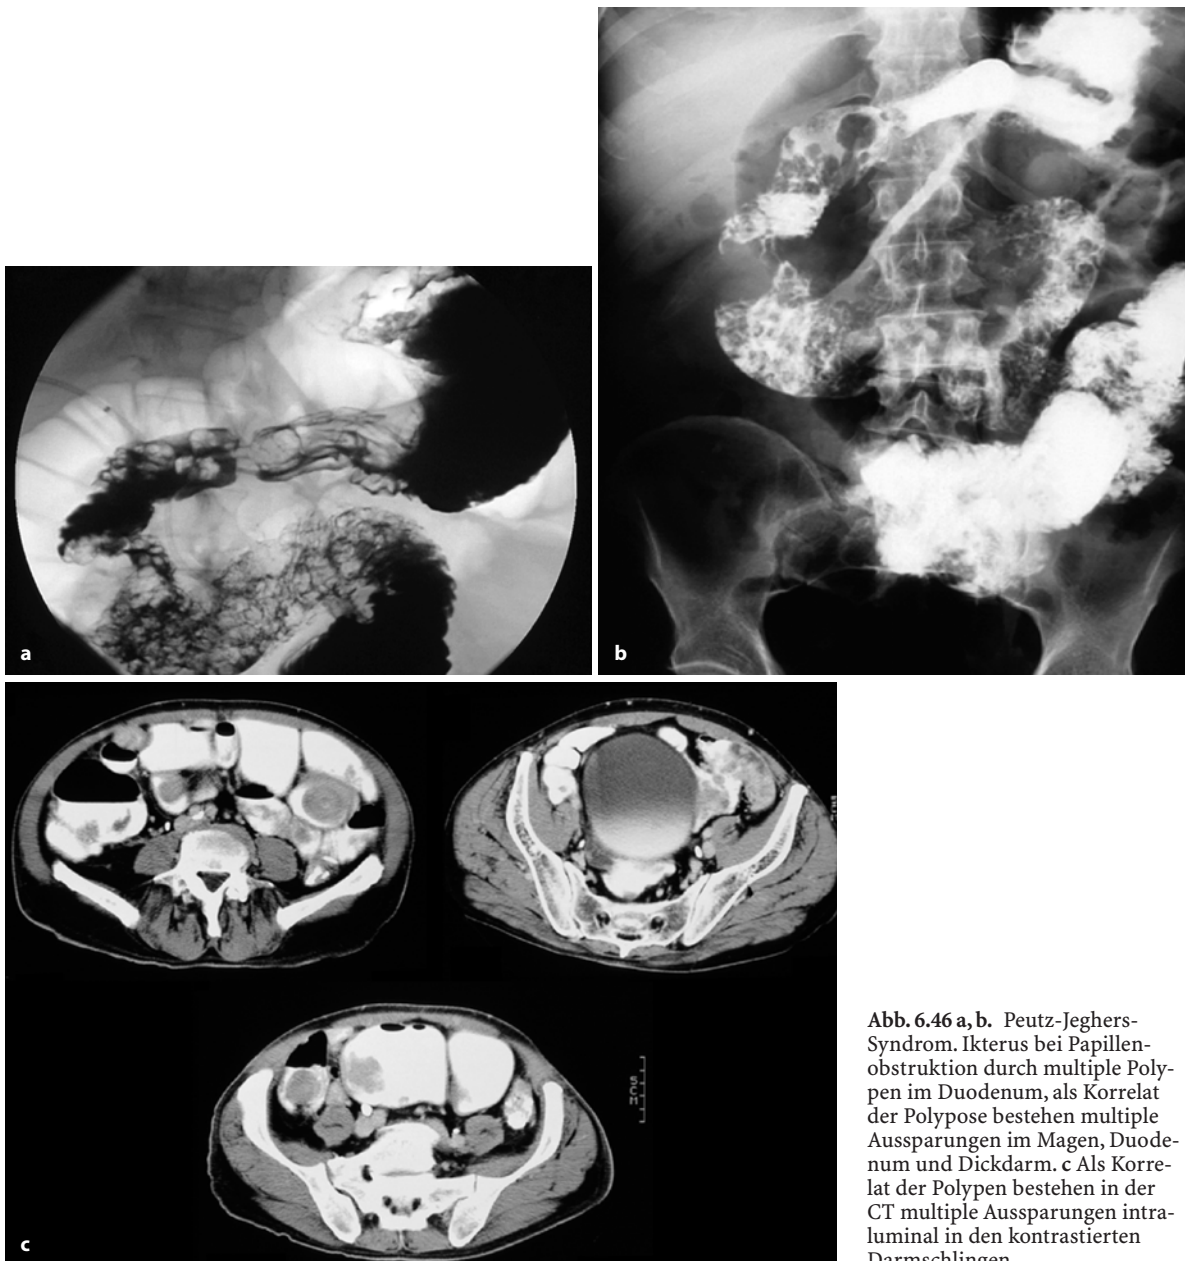 a
b
c
5CM
Abb. 6.46 a, b. Peutz-Jeghers-
Syndrom. Ikterus bei Papillen-
obstruktion durch multiple Poly-
pen im Duodenum, als Korrelat
der Polypose bestehen multiple
Aussparungen im Magen, Duode-
num und Dickdarm. c Als Korre-
lat der Polypen bestehen in der
CT multiple Aussparungen intra-
luminal in den kontrastierten
Darmschlingen